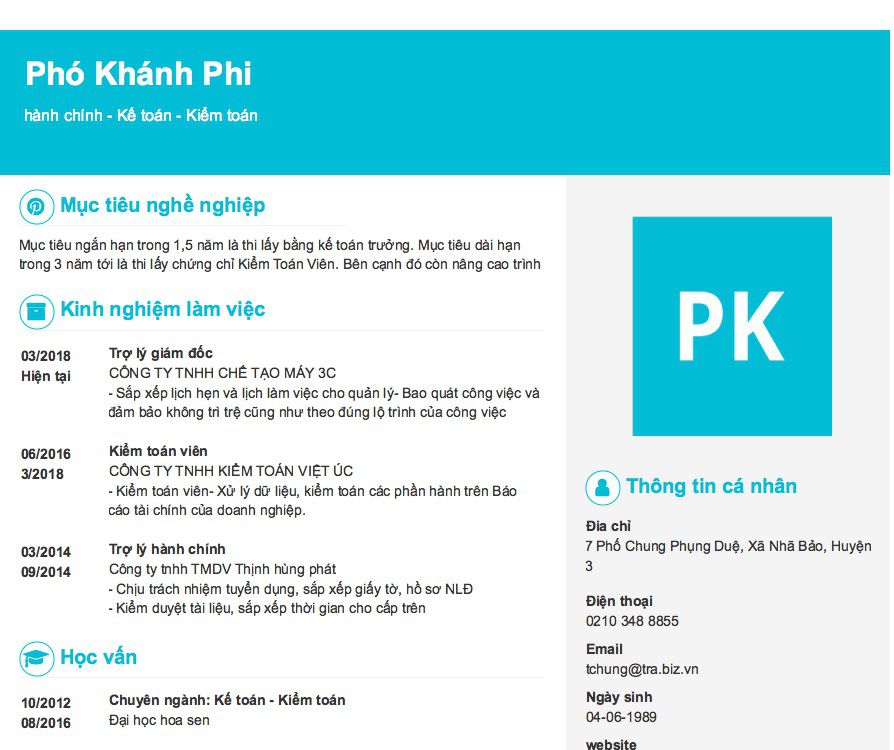 Phó Khánh Phi
hành chính - Kế toán - Kiểm toán
Mục tiêu nghề nghiệp
Mục tiêu ngắn hạn trong 1,5 năm là thi lấy bằng kế toán trưởng. Mục tiêu dài hạn
trong 3 năm tới là thi lấy chứng chỉ Kiểm Toán Viên. Bên cạnh đó còn nâng cao trình
Kinh nghiệm làm việc
03/2018
Hiện tại
Trợ lý giám đốc
CÔNG TY TNHH CHẾ TẠO MÁY 3C
- Sắp xếp lịch hẹn và lịch làm việc cho quản lý- Bao quát công việc và
đảm bảo không trì trệ cũng như theo đúng lộ trình của công việc
06/2016
3/2018
Kiểm toán viên
CÔNG TY TNHH KIỂM TOÁN VIỆT ÚC
- Kiểm toán viên- Xử lý dữ liệu, kiểm toán các phần hành trên Báo
cáo tài chính của doanh nghiệp.
03/2014
09/2014
Trợ lý hành chính
Công ty tnhh TMDV Thịnh hùng phát
- Chịu trách nhiệm tuyển dụng, sắp xếp giấy tờ, hồ sơ NLĐ
- Kiểm duyệt tài liệu, sắp xếp thời gian cho cấp trên
Học vấn
10/2012
08/2016
Chuyên ngành: Kế toán - Kiểm toán
Đại học hoa sen
PK
Thông tin cá nhân
Địa chỉ
7 Phố Chung Phụng Duệ, Xã Nhã Bảo, Huyện
3
Điện thoại
0210 348 8855
Email
tchung@tra.biz.vn
Ngày sinh
04-06-1989
website